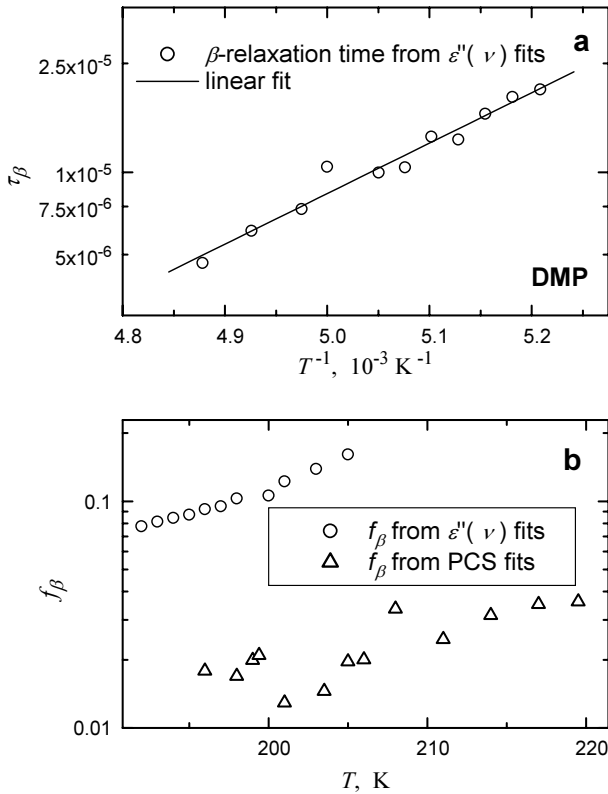 a
β-relaxation time from ε''( ν ) fits
linear fit
2.5x10⁻⁵
1x10⁻⁵
7.5x10⁻⁶
5x10⁻⁶
τβ
DMP
4.8 4.9 5.0 5.1 5.2
T⁻¹, 10⁻³ K⁻¹
b
0.1
fβ from ε''( ν ) fits
fβ from PCS fits
fβ
0.01
200 210 220
T, K